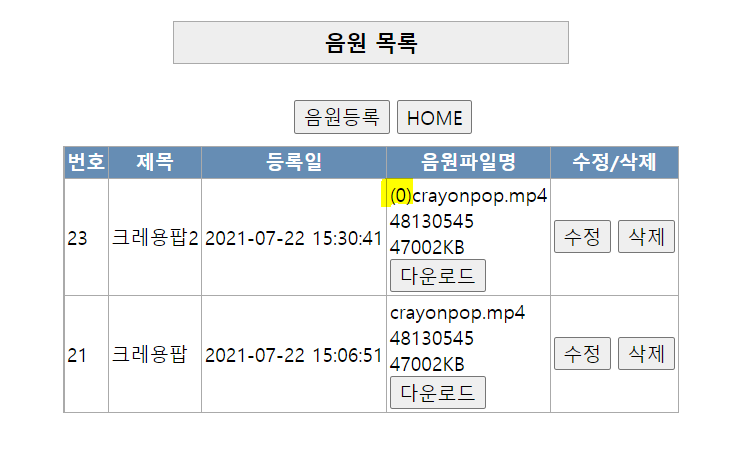 음원 목록
음원등록 HOME
번호 제목 등록일 음원파일명 수정/삭제
23 크레용팝2 2021-07-22 15:30:41 (0)crayonpop.mp4
48130545
47002KB
다운로드 수정 삭제
21 크레용팝 2021-07-22 15:06:51 crayonpop.mp4
48130545
47002KB
다운로드 수정 삭제